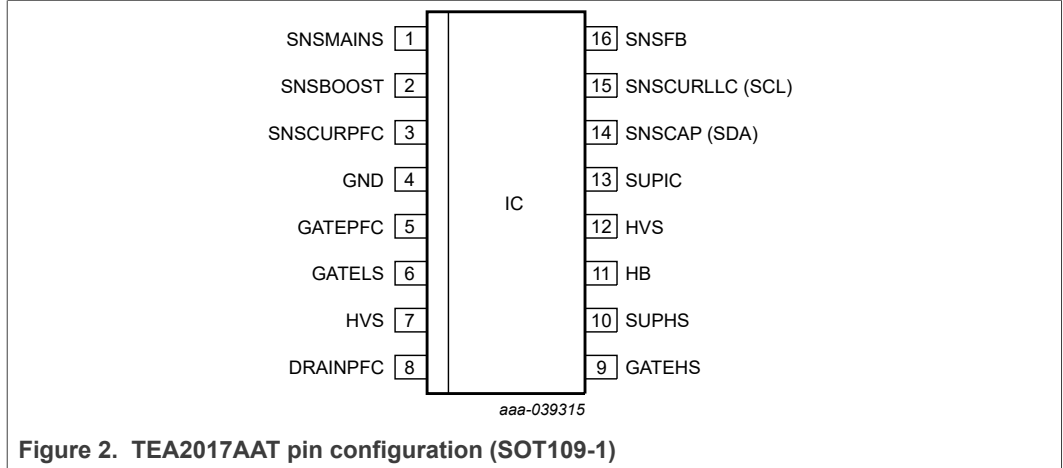 SNSMAINS 1 16 SNSFB
SNSBOOST 2 15 SNSCURLLC (SCL)
SNSCURPFC 3 14 SNSCAP (SDA)
GND 4 13 SUPIC
IC
GATEPFC 5 12 HVS
GATELS 6 11 HB
HVS 7 10 SUPHS
DRAINPFC 8 9 GATEHS
aaa-039315
Figure 2. TEA2017AAT pin configuration (SOT109-1)